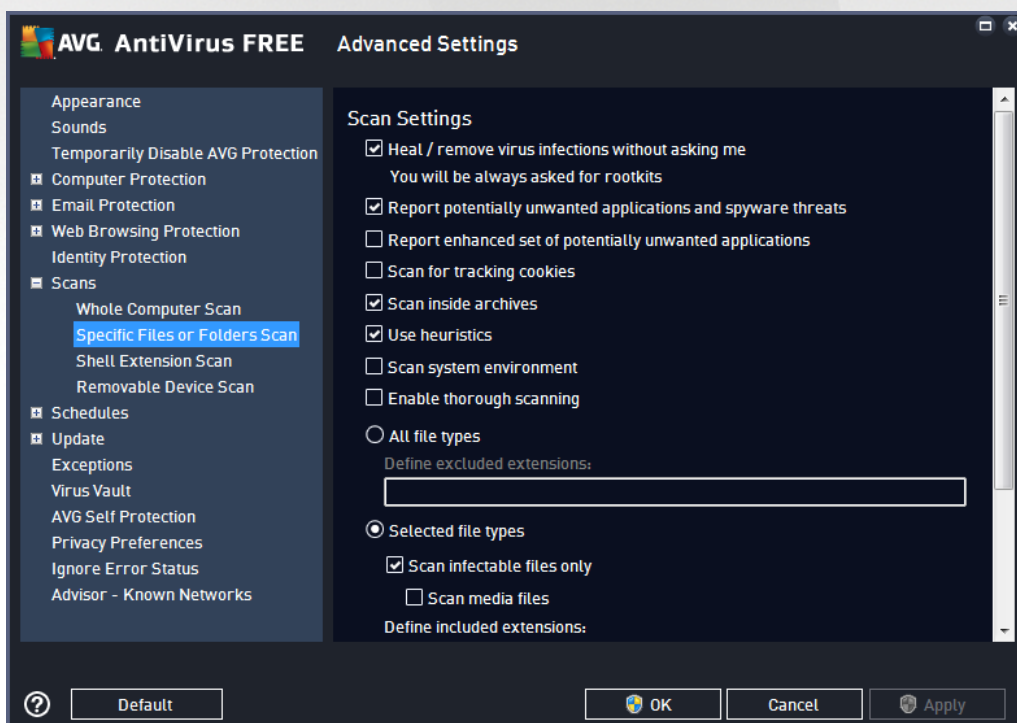 AVG. AntiVirus FREE
Advanced Settings
Appearance
Sounds
Temporarily Disable AVG Protection
Computer Protection
Email Protection
Web Browsing Protection
Identity Protection
Scans
Whole Computer Scan
Specific Files or Folders Scan
Shell Extension Scan
Removable Device Scan
Schedules
Update
Exceptions
Virus Vault
AVG Self Protection
Privacy Preferences
Ignore Error Status
Advisor - Known Networks
Scan Settings
Heal / remove virus infections without asking me
You will be always asked for rootkits
Report potentially unwanted applications and spyware threats
Report enhanced set of potentially unwanted applications
Scan for tracking cookies
Scan inside archives
Use heuristics
Scan system environment
Enable thorough scanning
All file types
Define excluded extensions:
Selected file types
Scan infectable files only
Scan media files
Define included extensions:
?
Default
OK
Cancel
Apply